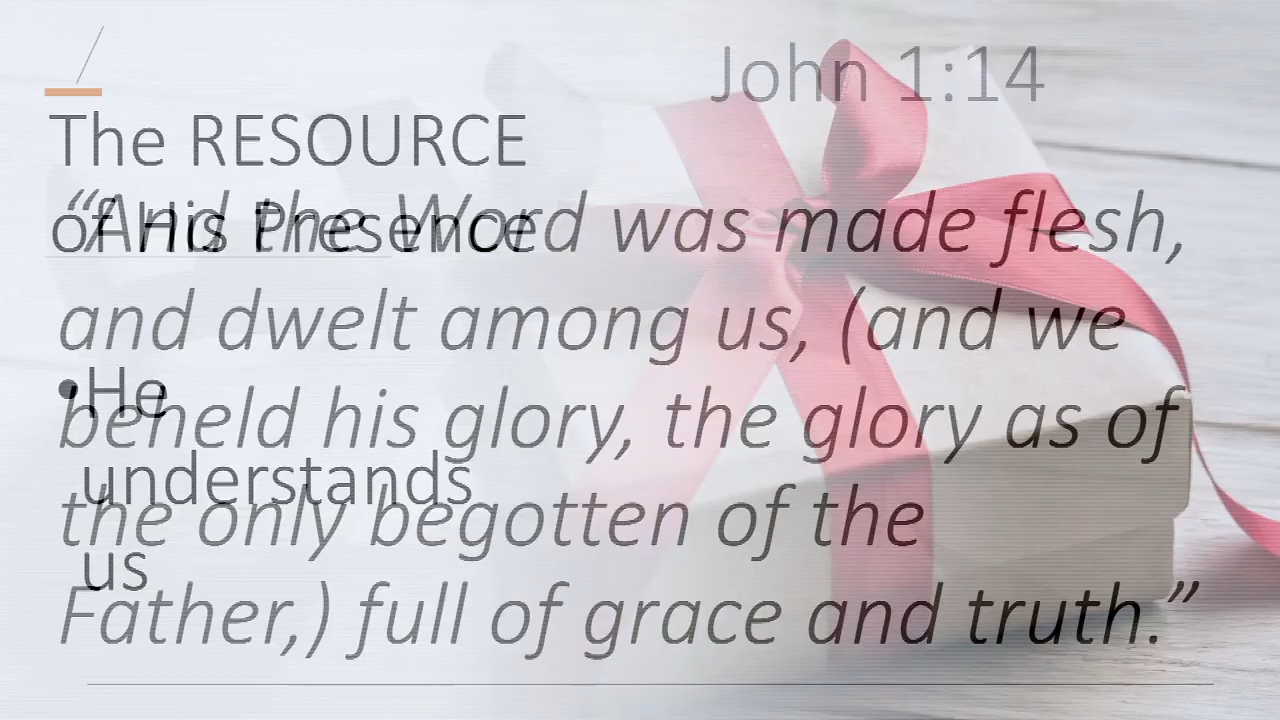 John 1:14
The RESOURCE
of His Presence
“And the Word was made flesh,
and dwelt among us, (and we
•He
beheld his glory, the glory as of
understands
the only begotten of the
us
Father,) full of grace and truth.”